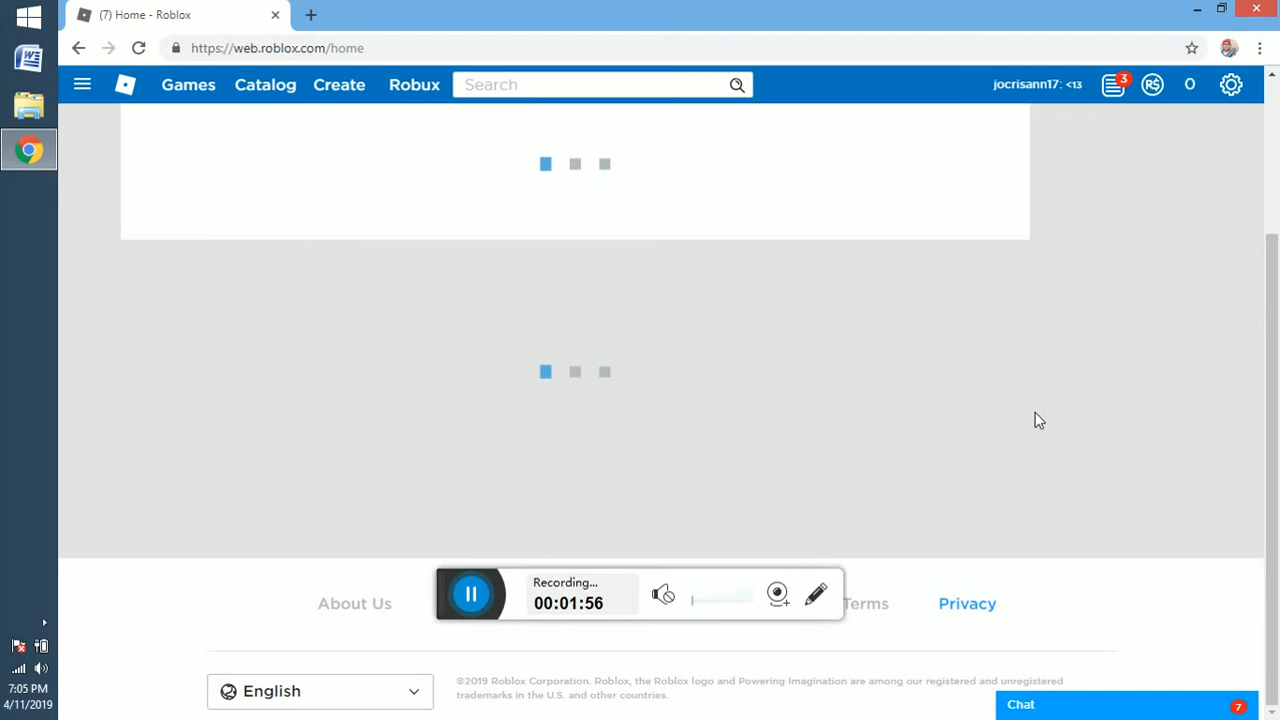 (7) Home - Roblox
https://web.roblox.com/home
Games Catalog Create Robux Search jocrisann17: <13 3 R$ 0
Recording...
00:01:56
About Us Terms Privacy
English
©2019 Roblox Corporation. Roblox, the Roblox logo and Powering Imagination are among our registered and unregistered
trademarks in the U.S. and other countries.
Chat 7
7:05 PM
4/11/2019